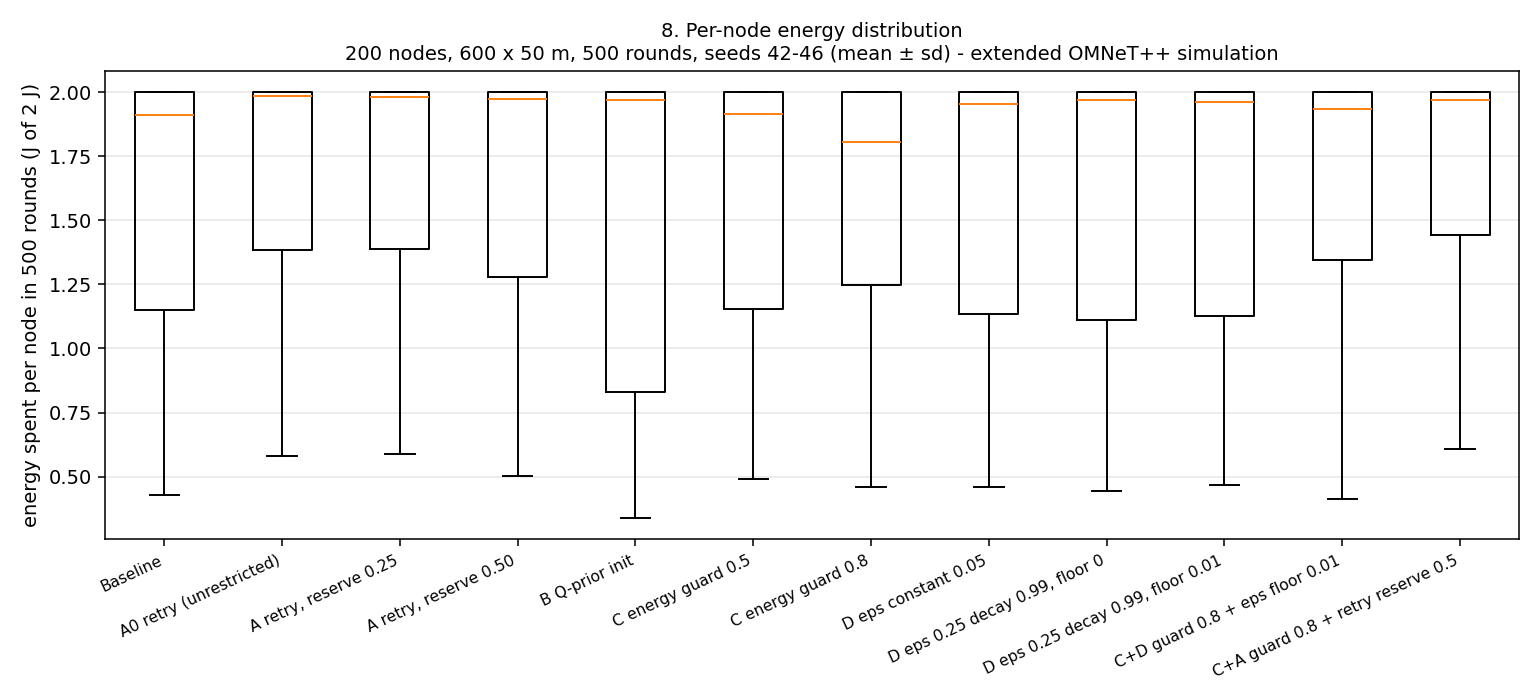 8. Per-node energy distribution
200 nodes, 600 x 50 m, 500 rounds, seeds 42-46 (mean ± sd) - extended OMNeT++ simulation
energy spent per node in 500 rounds (J of 2 J)
2.00
1.75
1.50
1.25
1.00
0.75
0.50
Baseline
A0 retry (unrestricted)
A retry, reserve 0.25
A retry, reserve 0.50
B Q-prior init
C energy guard 0.5
C energy guard 0.8
D eps constant 0.05
D eps 0.25 decay 0.99, floor 0
D eps 0.25 decay 0.99, floor 0.01
C+D guard 0.8 + eps floor 0.01
C+A guard 0.8 + retry reserve 0.5